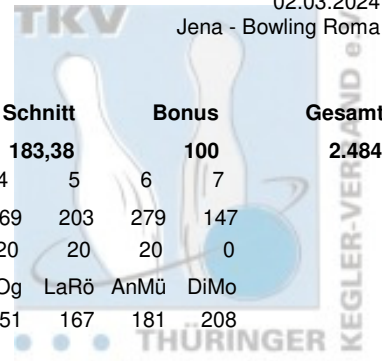 TKV
02.03.2024
Jena - Bowling Roma
Schnitt Bonus Gesamt
183,38 100 2.484
4 5 6 7
69 203 279 147
20 20 20 0
Og LaRö AnMü DiMo
51 167 181 208
THÜRINGER KEGLER-VERBAND e.V.